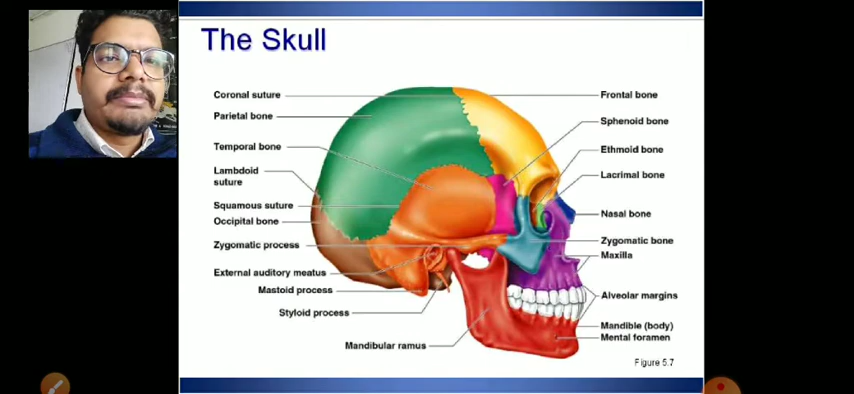 The Skull
Coronal suture
Parietal bone
Temporal bone
Lambdoid
suture
Squamous suture
Occipital bone
Zygomatic process
External auditory meatus
Mastoid process
Styloid process
Mandibular ramus
Frontal bone
Sphenoid bone
Ethmoid bone
Lacrimal bone
Nasal bone
Zygomatic bone
Maxilla
Alveolar margins
Mandible (body)
Mental foramen
Figure 5.7